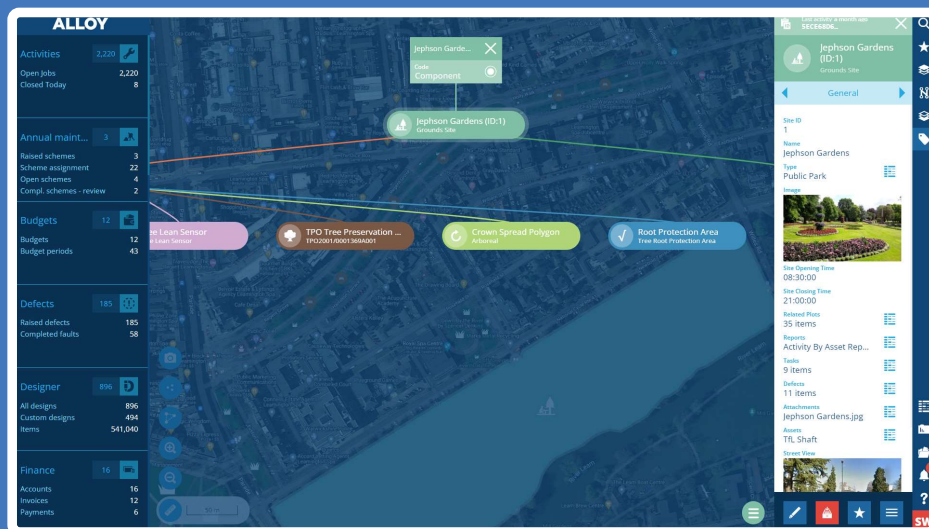 ALLOY
Activities 2,220
Open Jobs 2,220
Closed Today 8
Annual maint... 3
Raised schemes 3
Scheme assignment 22
Open schemes 4
Compl. schemes - review 2
Budgets 12
Budgets 12
Budget periods 43
Defects 185
Raised defects 185
Completed faults 58
Designer 896
All designs 896
Custom designs 494
Items 541,040
Finance 16
Accounts 16
Invoices 12
Payments 6
Jephson Garde...
Code
Component
Jephson Gardens (ID:1)
Grounds Site
ee Lean Sensor
e Lean Sensor
TPO Tree Preservation ...
TPO2001/0001369A001
Crown Spread Polygon
Arboreal
Root Protection Area
Tree Root Protection Area
Jephson Gardens
(ID:1)
Grounds Site
General
Site ID
1
Name
Jephson Gardens
Type
Public Park
Image
Site Opening Time
08:30:00
Site Closing Time
21:00:00
Related Plots
35 items
Reports
Activity By Asset Rep...
Tasks
9 items
Defects
11 items
Attachments
Jephson Gardens.jpg
Assets
TfL, Shaft
Street View
?
SW